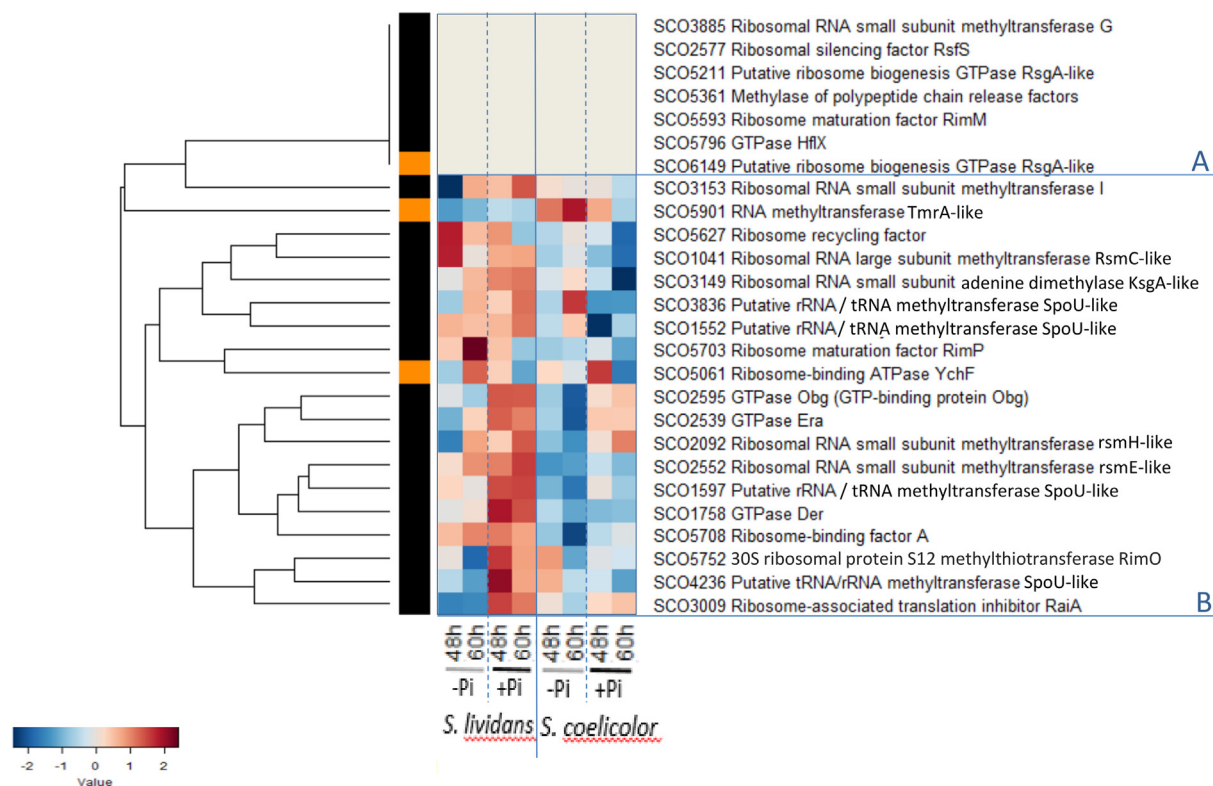 SCO3885 Ribosomal RNA small subunit methyltransferase G
SCO2577 Ribosomal silencing factor RsfS
SCO5211 Putative ribosome biogenesis GTPase RsgA-like
SCO5361 Methylase of polypeptide chain release factors
SCO5593 Ribosome maturation factor RimM
SCO5796 GTPase HflX
SCO6149 Putative ribosome biogenesis GTPase RsgA-like A
SCO3153 Ribosomal RNA small subunit methyltransferase I
SCO5901 RNA methyltransferase TmrA-like
SCO5627 Ribosome recycling factor
SCO1041 Ribosomal RNA large subunit methyltransferase RsmC-like
SCO3149 Ribosomal RNA small subunit adenine dimethylase KsgA-like
SCO3836 Putative rRNA/ tRNA methyltransferase SpoU-like
SCO1552 Putative rRNA/ tRNA methyltransferase SpoU-like
SCO5703 Ribosome maturation factor RimP
SCO5061 Ribosome-binding ATPase YchF
SCO2595 GTPase Obg (GTP-binding protein Obg)
SCO2539 GTPase Era
SCO2092 Ribosomal RNA small subunit methyltransferase rsmH-like
SCO2552 Ribosomal RNA small subunit methyltransferase rsmE-like
SCO1597 Putative rRNA / tRNA methyltransferase SpoU-like
SCO1758 GTPase Der
SCO5708 Ribosome-binding factor A
SCO5752 30S ribosomal protein S12 methylthiotransferase RimO
SCO4236 Putative tRNA/rRNA methyltransferase SpoU-like
SCO3009 Ribosome-associated translation inhibitor RaiA B
48h 60h 48h 60h 48h 60h 48h 60h
-Pi +Pi -Pi +Pi
S. lividans S. coelicolor
-2 -1 0 1 2
Value